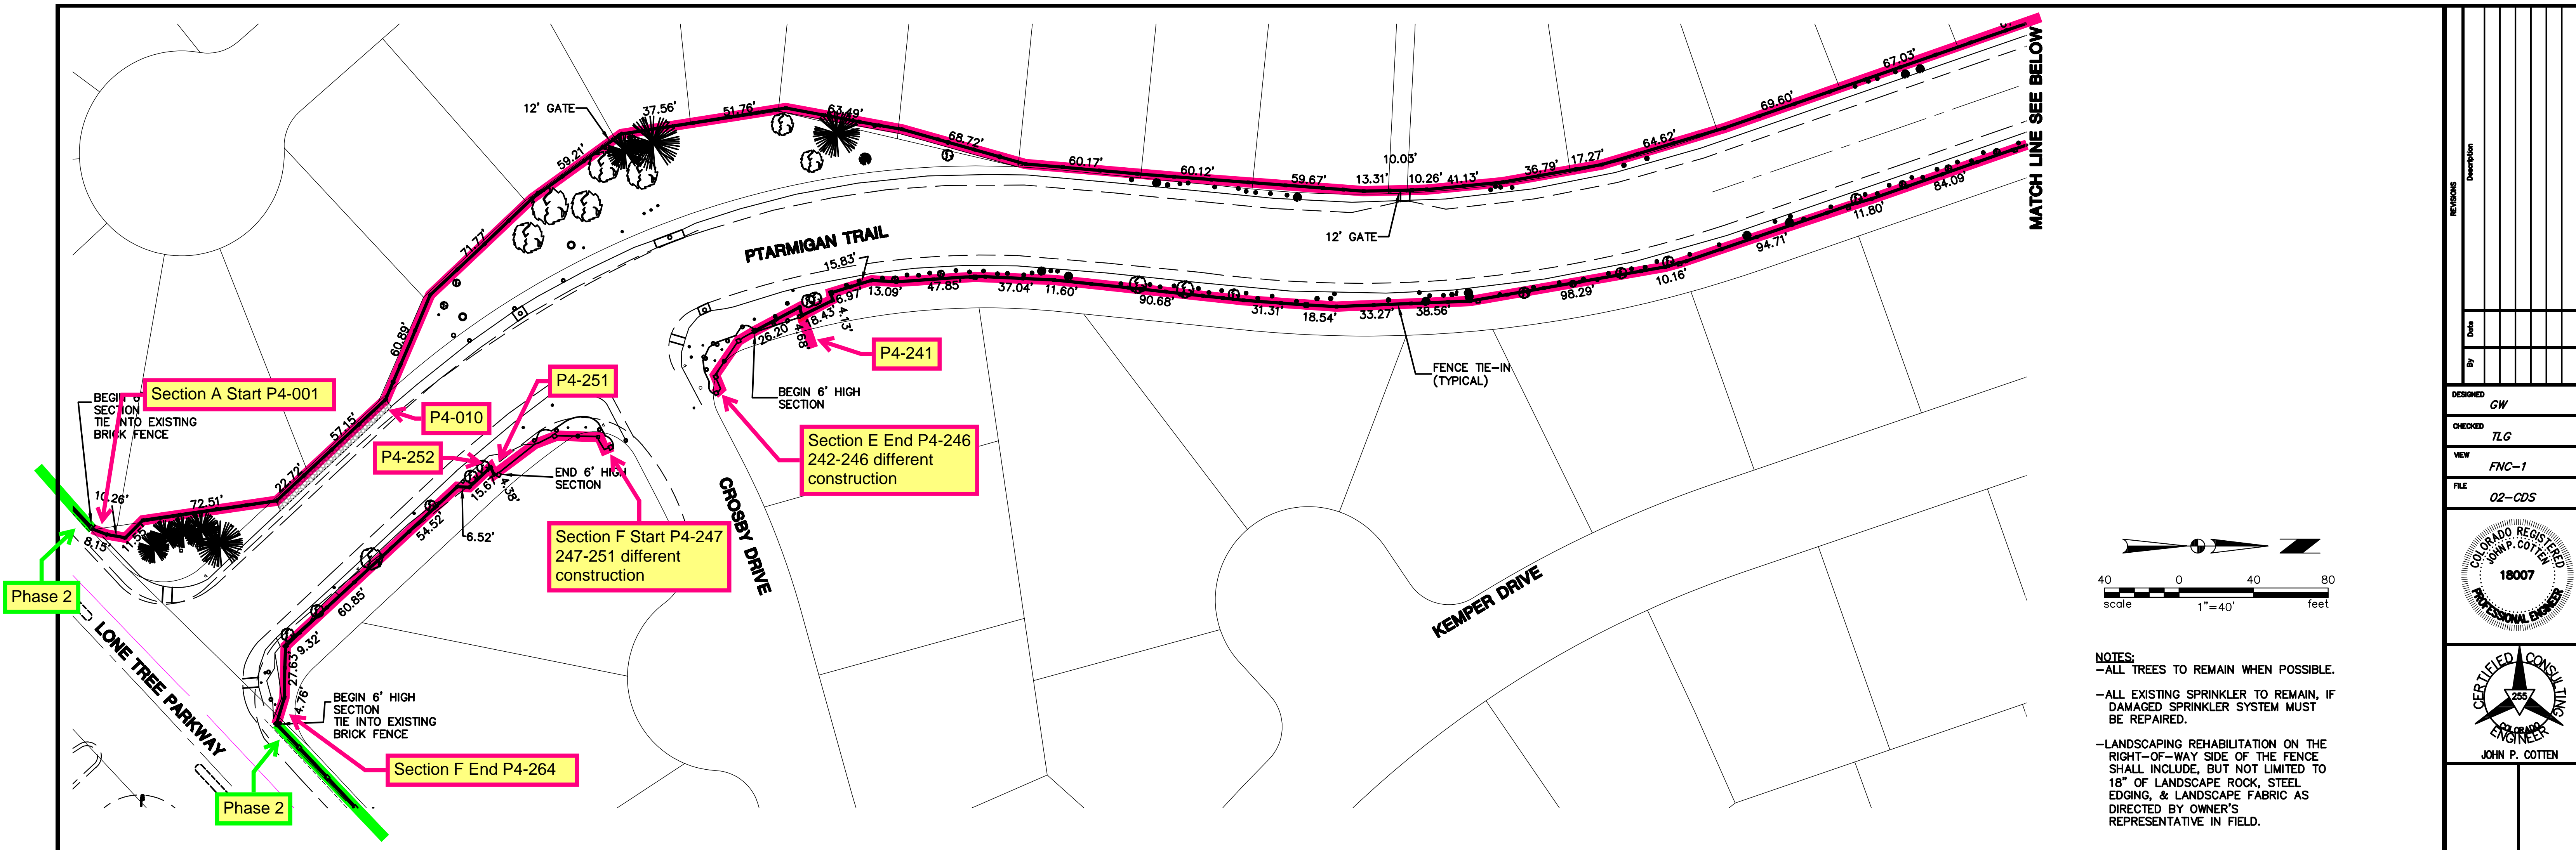 12' GATE
37.56'
51.76'
63.49'
68.72'
59.21'
71.77'
60.89'
57.15'
22.72'
72.51'
10.26'
8.15'
60.17'
60.12'
59.67'
13.31'
10.03'
10.26'
41.13'
36.79'
17.27'
64.62'
69.60'
67.03'
12' GATE
MATCH LINE SEE BELOW
PTARMIGAN TRAIL
15.83'
13.09'
47.85'
37.04'
11.60'
90.68'
31.31'
18.54'
33.27'
38.56'
98.29'
10.16'
94.71'
11.80'
84.09'
18.43'
4.13'
26.20'
P4-241
FENCE TIE-IN
(TYPICAL)
BEGIN 6' HIGH
SECTION
Section E End P4-246
242-246 different
construction
Section A Start P4-001
BEGIN 6'
SECTION
TIE INTO EXISTING
BRICK FENCE
P4-010
P4-251
P4-252
END 6' HIGH
SECTION
15.67'
4.38'
6.52'
54.52'
60.85'
9.32'
27.63'
4.76'
Section F Start P4-247
247-251 different
construction
CROSBY DRIVE
KEMPER DRIVE
LONE TREE PARKWAY
Phase 2
BEGIN 6' HIGH
SECTION
TIE INTO EXISTING
BRICK FENCE
Section F End P4-264
Phase 2
40 0 40 80
scale 1"=40' feet
NOTES:
-ALL TREES TO REMAIN WHEN POSSIBLE.
-ALL EXISTING SPRINKLER TO REMAIN, IF
DAMAGED SPRINKLER SYSTEM MUST
BE REPAIRED.
-LANDSCAPING REHABILITATION ON THE
RIGHT-OF-WAY SIDE OF THE FENCE
SHALL INCLUDE, BUT NOT LIMITED TO
18" OF LANDSCAPE ROCK, STEEL
EDGING, & LANDSCAPE FABRIC AS
DIRECTED BY OWNER'S
REPRESENTATIVE IN FIELD.
REVISIONS
Description
Date
By
DESIGNED
GW
CHECKED
TLG
VIEW
FNC-1
FILE
02-CDS
COLORADO REGISTERED
JOHN P. COTTEN
18007
PROFESSIONAL ENGINEER
CERTIFIED CONSULTING
255
COLORADO
ENGINEER
JOHN P. COTTEN